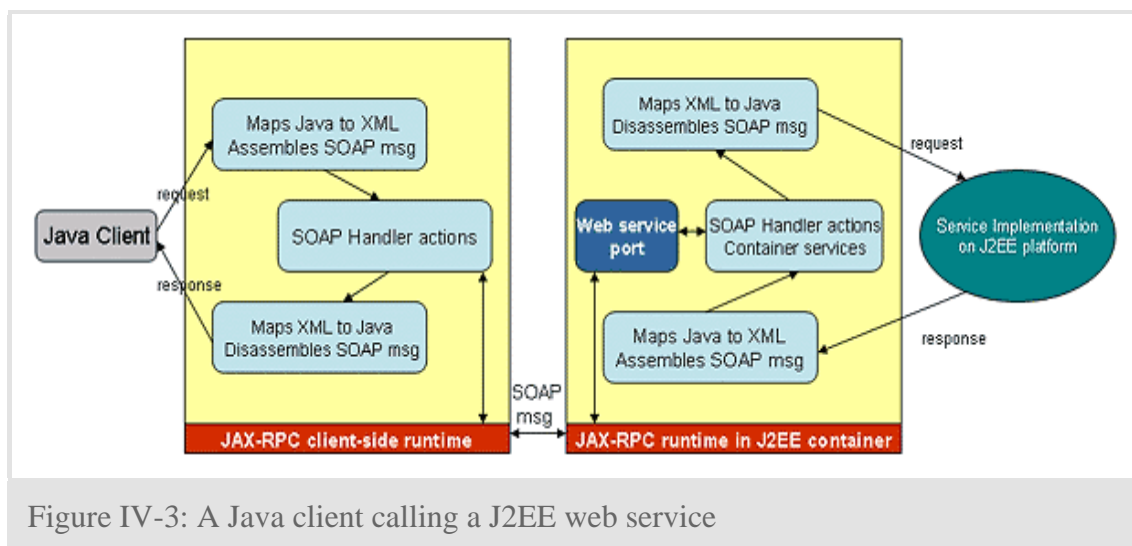 Java Client
request
response
Maps Java to XML
Assembles SOAP msg
SOAP Handler actions
Maps XML to Java
Disassembles SOAP msg
JAX-RPC client-side runtime
SOAP
msg
Maps XML to Java
Disassembles SOAP msg
Web service
port
SOAP Handler actions
Container services
Maps Java to XML
Assembles SOAP msg
JAX-RPC runtime in J2EE container
request
Service Implementation
on J2EE platform
response
Figure IV-3: A Java client calling a J2EE web service